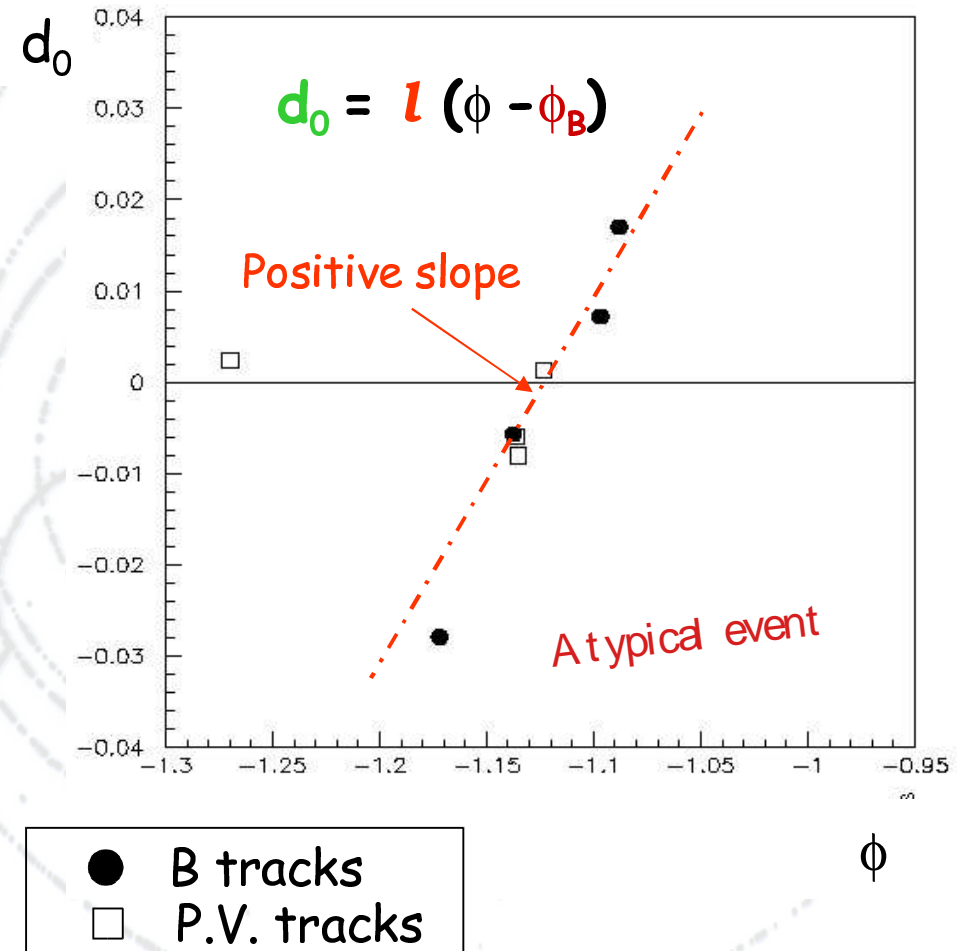 d₀
0.04
0.03
0.02
0.01
0
−0.01
−0.02
−0.03
−0.04
d₀ = l (ϕ -ϕ_B)
Positive slope
A typical event
−1.3 −1.25 −1.2 −1.15 −1.1 −1.05 −1 −0.95
ϕ
B tracks
P.V. tracks